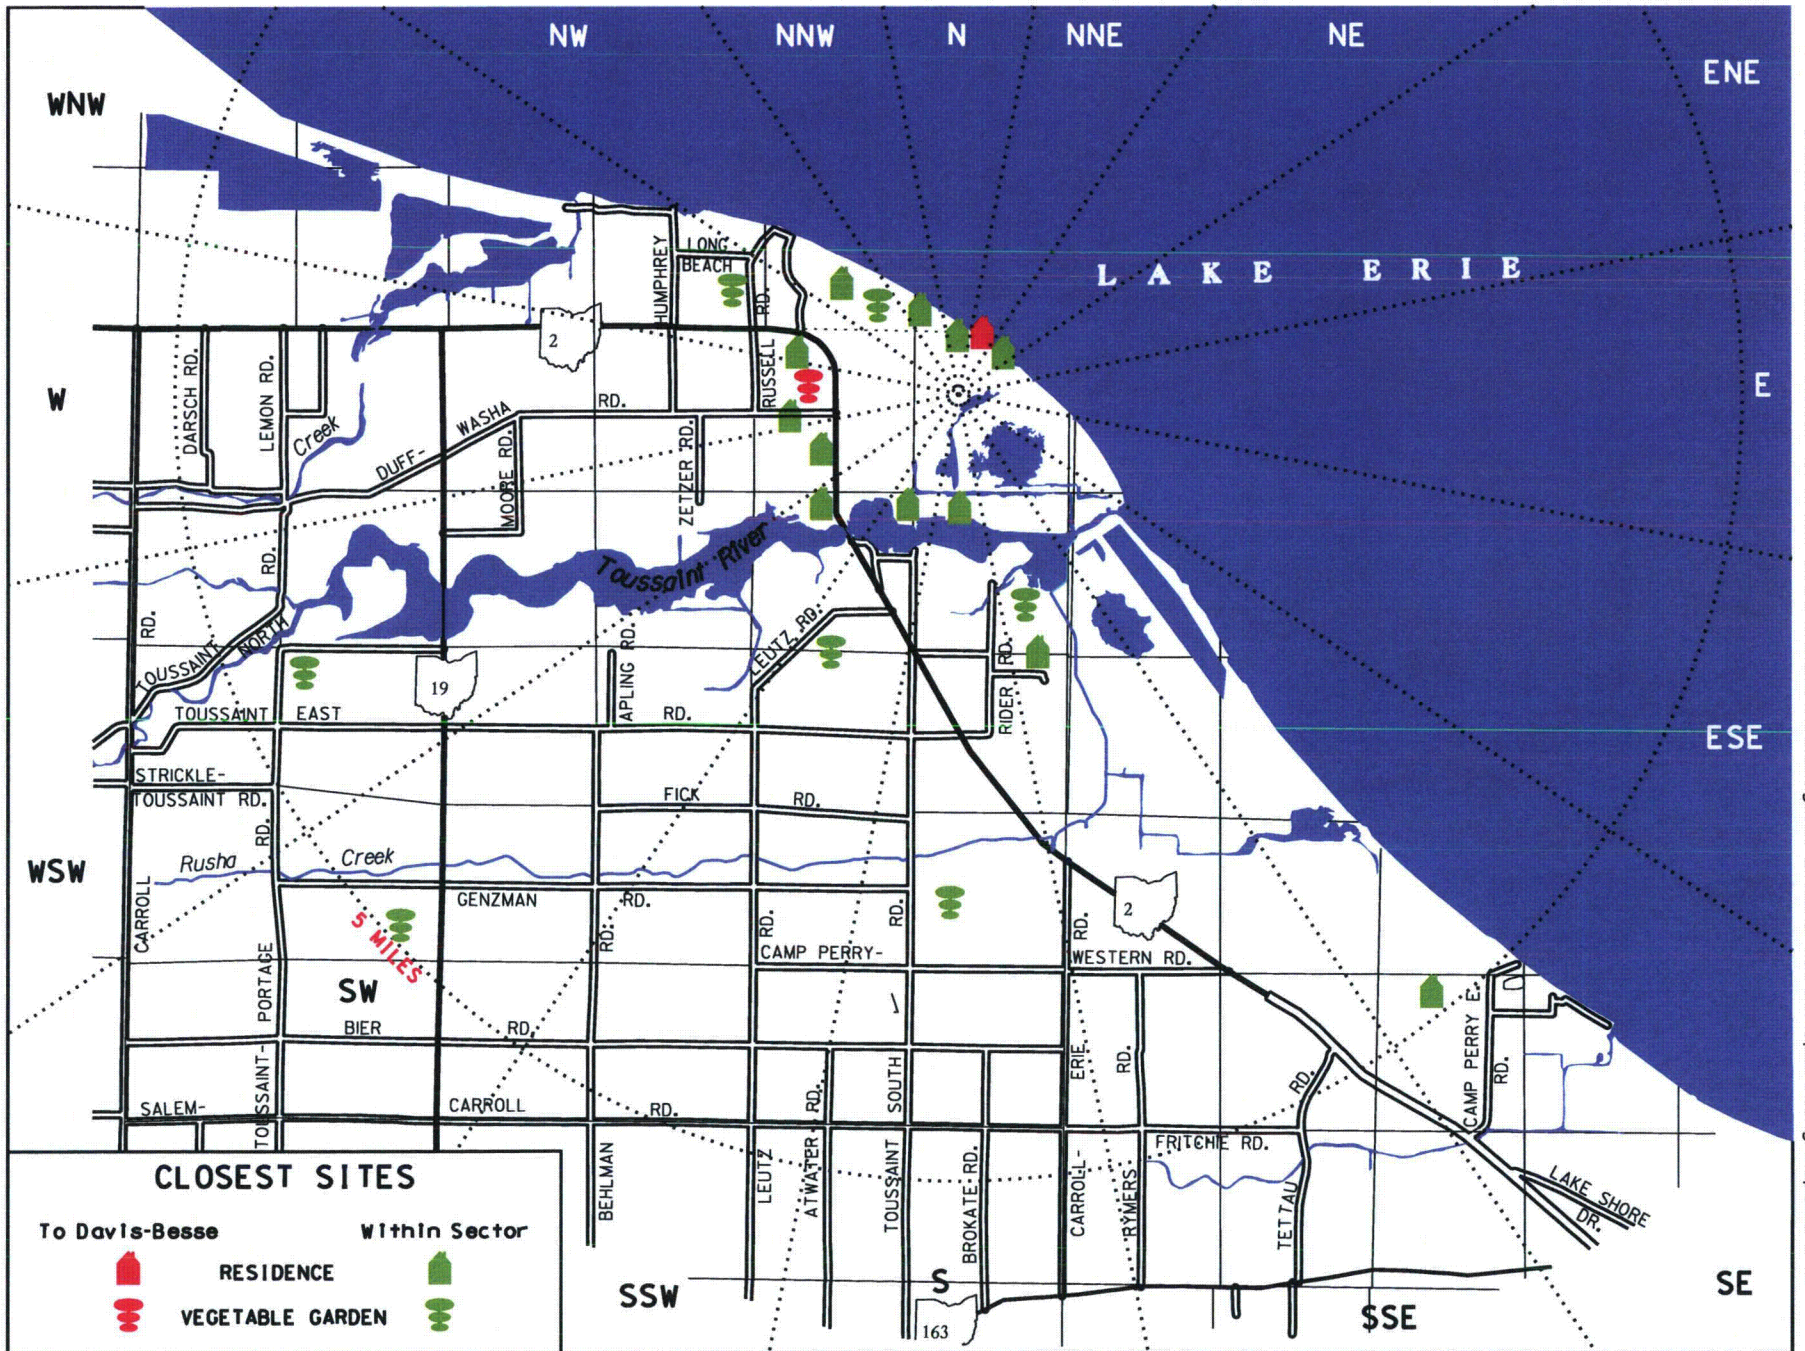 NW
NNW
N
NNE
NE
ENE
WNW
LAKE ERIE
HUMPHREY
LONG
BEACH
RD.
2
W
E
DARSCH RD.
LEMON RD.
Creek
DUFF-
WASHA
RD.
RUSSELL
MOORE RD.
ZETZER RD.
Toussaint River
RD.
RD.
TOUSSAINT
NORTH
19
APLING RD.
LEUTZ RD.
RD.
RIDER
TOUSSAINT
EAST
RD.
ESE
STRICKLE-
TOUSSAINT RD.
FICK
RD.
RD.
WSW
Rusha
Creek
CARROLL
GENZMAN
RD.
RD.
RD.
RD.
RD.
2
5 MILES
CAMP PERRY-
WESTERN RD.
PORTAGE
SW
BIER
RD.
CAMP PERRY E.
RD.
TOUSSAINT-
SOUTH
ERIE
RD.
RD.
SALEM-
CARROLL
RD.
ATWATER RD.
FRITCHIE RD.
BEHLMAN
LEUTZ
TOUSSAINT
BROKATE RD.
CARROLL-
RYMERS
TETTAU
LAKE SHORE
DR.
CLOSEST SITES
To Davis-Besse
Within Sector
RESIDENCE
VEGETABLE GARDEN
SSW
S
163
SSE
SE